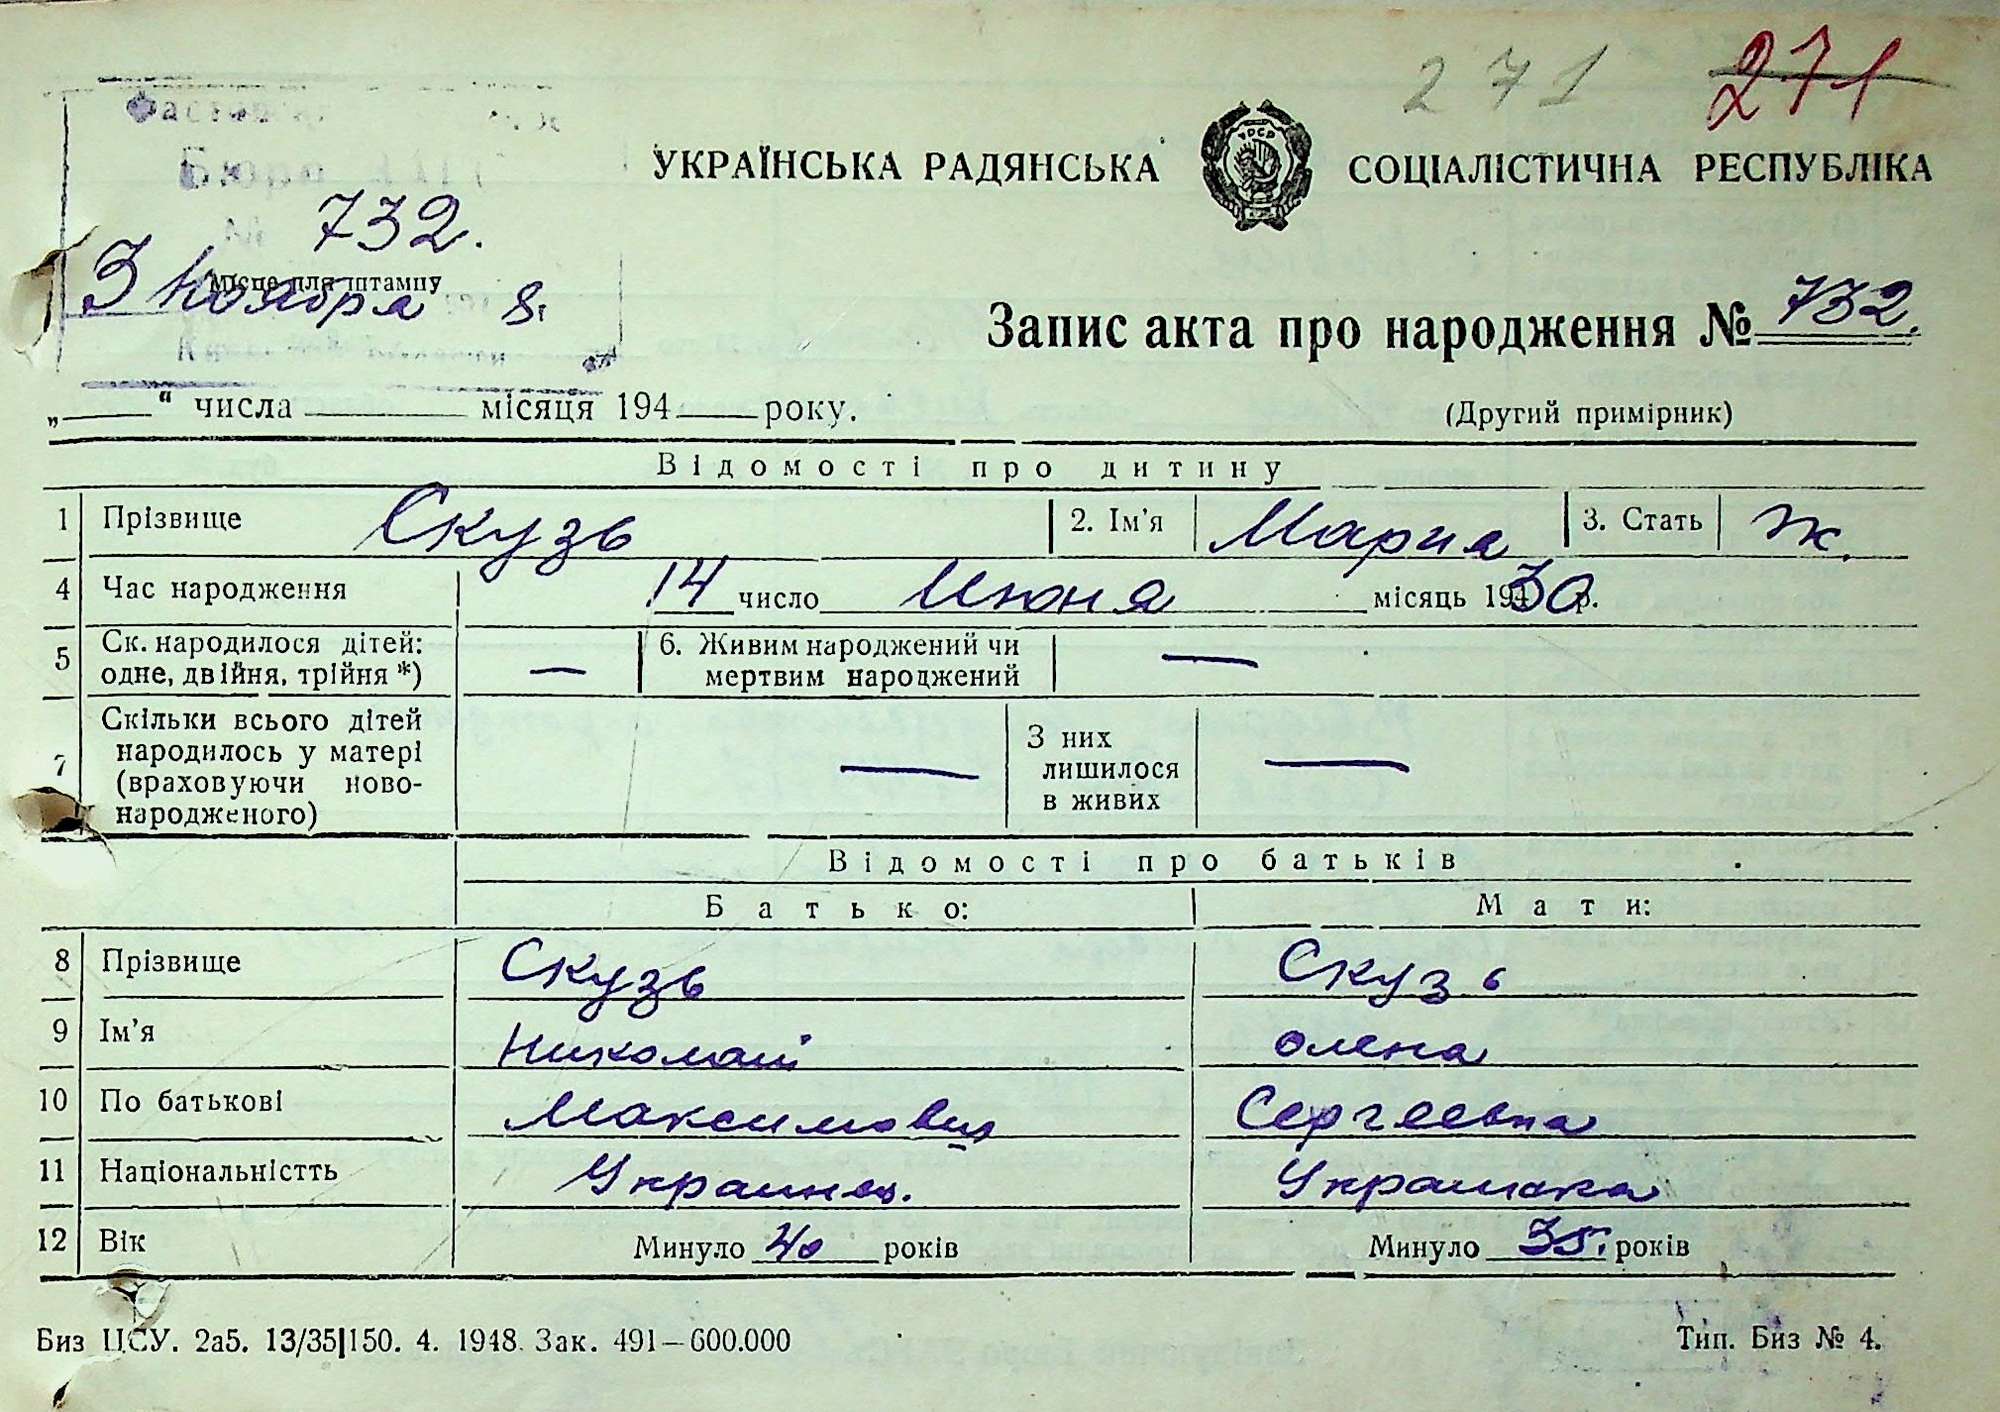 271 271
УКРАЇНСЬКА РАДЯНСЬКА СОЦІАЛІСТИЧНА РЕСПУБЛІКА
732.
Місце для штампу
3 Ноября 8
Запис акта про народження № 732.
„ “ числа місяця 194 року.
(Другий примірник)
Відомості про дитину
1 Прізвище Скузь 2. Ім’я Мария 3. Стать ж.
4 Час народження 14 число Июня місяць 1930 р.
5 Ск. народилося дітей: одне, двійня, трійня *) — 6. Живим народжений чи мертвим народжений —
7 Скільки всього дітей народилось у матері (враховуючи ново-народженого) — З них лишилося в живих —
Відомості про батьків
Батько: Мати:
8 Прізвище Скузь Скузь
9 Ім’я Николай Олена
10 По батькові Максимович Сергеевна
11 Національністть Украинец. Украинка
12 Вік Минуло 40 років Минуло 35. років
Биз ЦСУ. 2а5. 13/35|150. 4. 1948. Зак. 491—600.000 Тип. Биз № 4.